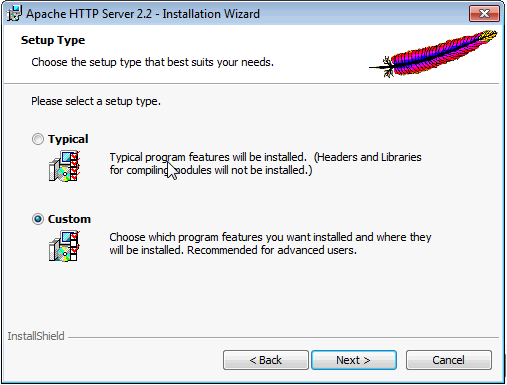 Apache HTTP Server 2.2 - Installation Wizard
Setup Type
Choose the setup type that best suits your needs.
Please select a setup type.
Typical
Typical program features will be installed. (Headers and Libraries
for compiling modules will not be installed.)
Custom
Choose which program features you want installed and where they
will be installed. Recommended for advanced users.
InstallShield
< Back
Next >
Cancel